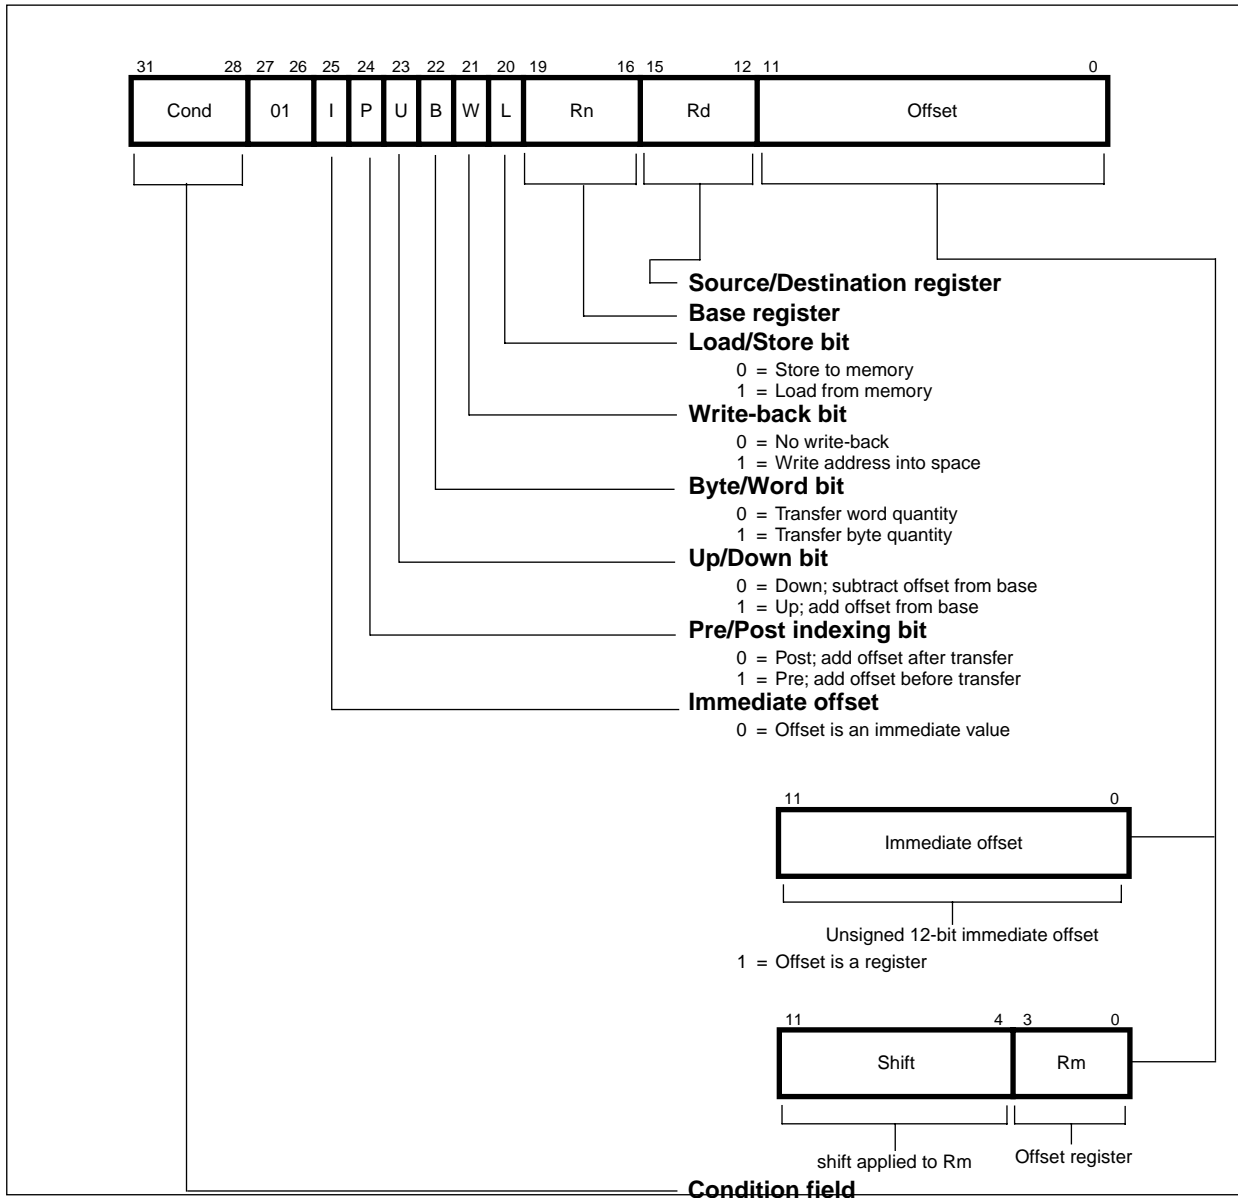 31 28 27 26 25 24 23 22 21 20 19 16 15 12 11 0
Cond 01 I P U B W L Rn Rd Offset
Source/Destination register
Base register
Load/Store bit
0 = Store to memory
1 = Load from memory
Write-back bit
0 = No write-back
1 = Write address into space
Byte/Word bit
0 = Transfer word quantity
1 = Transfer byte quantity
Up/Down bit
0 = Down; subtract offset from base
1 = Up; add offset from base
Pre/Post indexing bit
0 = Post; add offset after transfer
1 = Pre; add offset before transfer
Immediate offset
0 = Offset is an immediate value
11 0
Immediate offset
Unsigned 12-bit immediate offset
1 = Offset is a register
11 4 3 0
Shift Rm
shift applied to Rm Offset register
Condition field